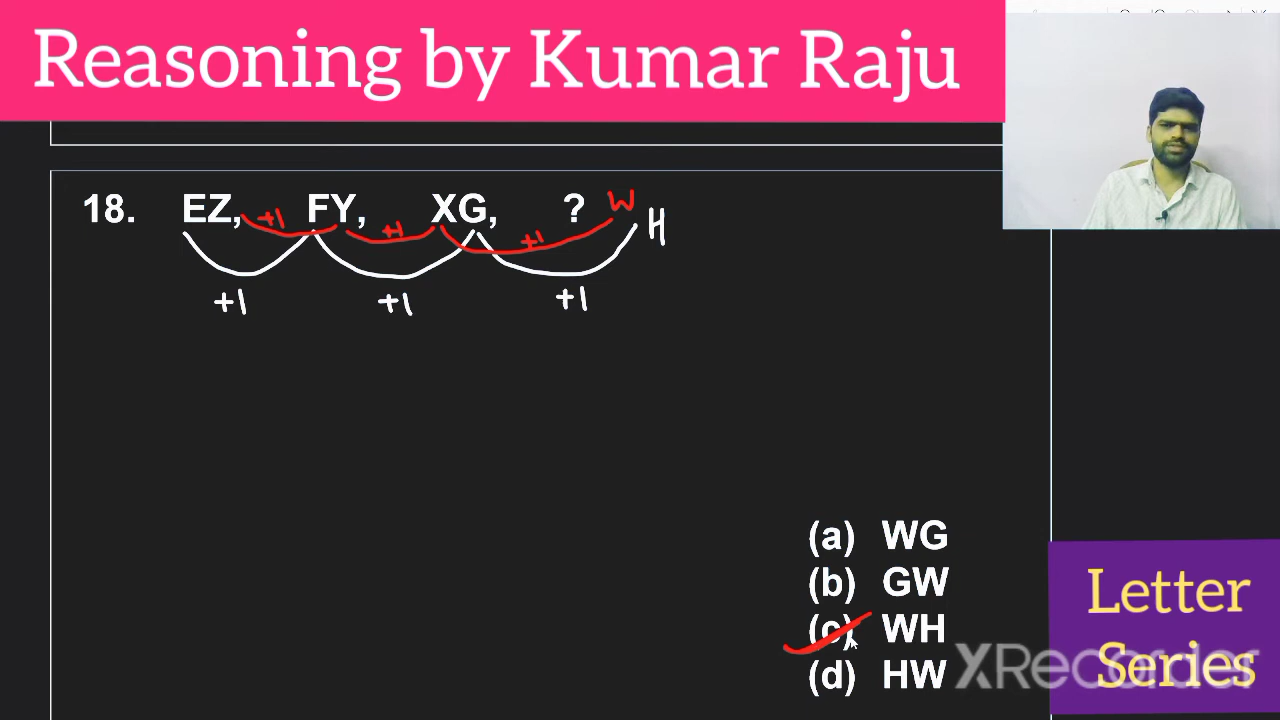 Reasoning by Kumar Raju
18. EZ, +1 FY, +1 XG, +1 ? W H
+1 +1 +1
(a) WG
(b) GW
(c) WH
(d) HW
Letter
Series
XRecorder